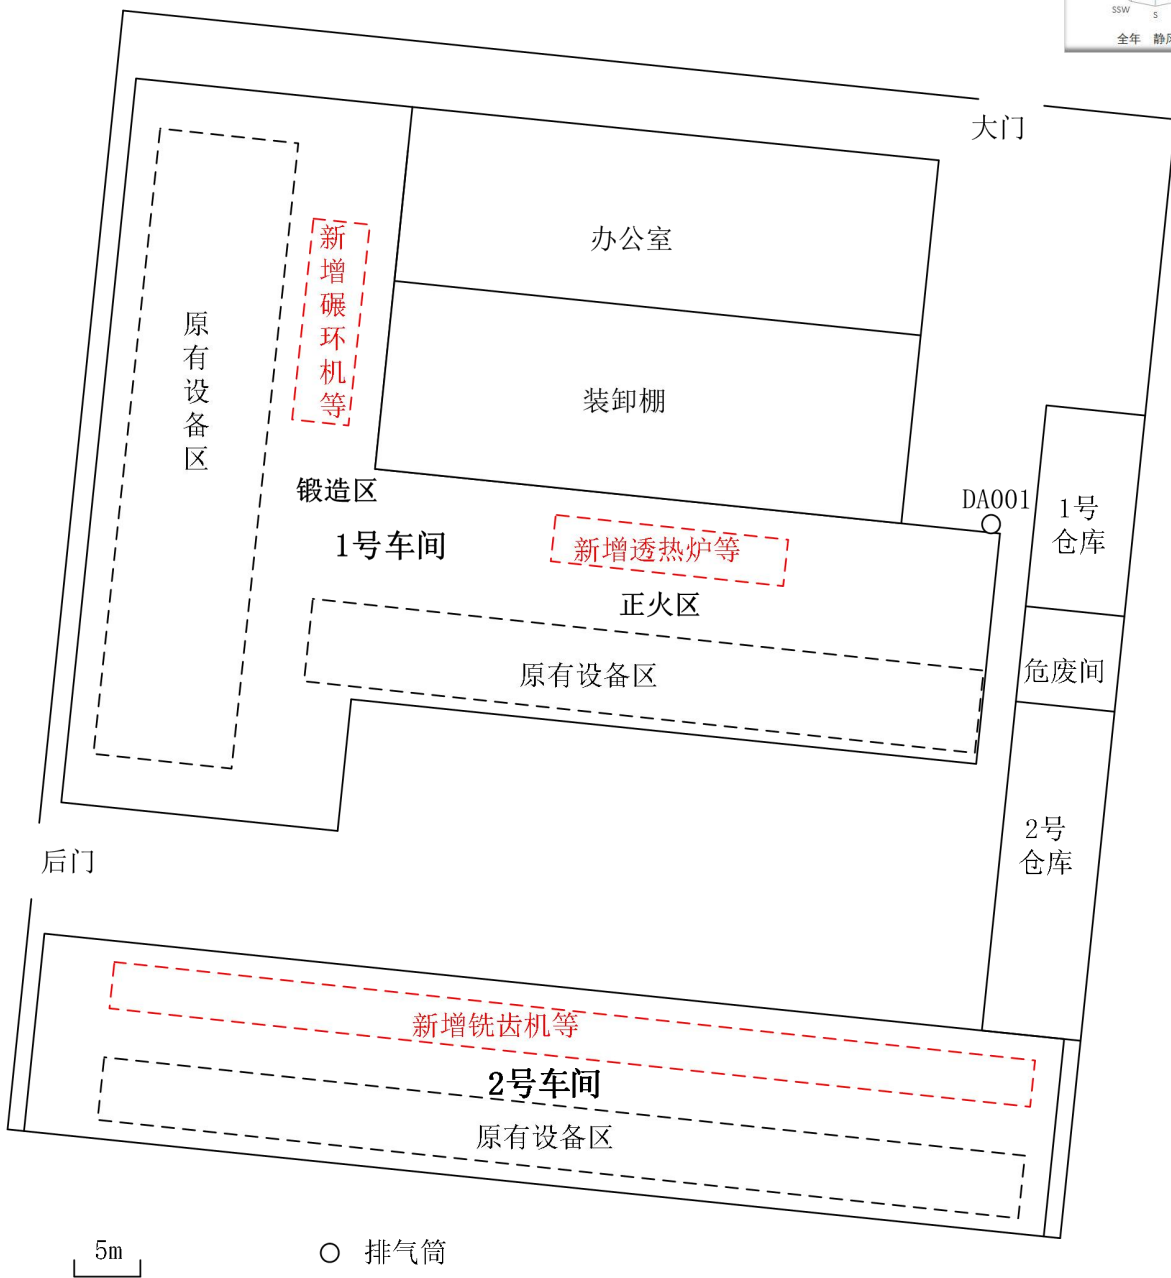 SSW
S
全年 静风
大门
办公室
新增碾环机等
原有设备区
装卸棚
锻造区
DA001
1号
仓库
1号车间
新增透热炉等
正火区
原有设备区
危废间
2号
仓库
后门
新增铣齿机等
2号车间
原有设备区
5m
排气筒